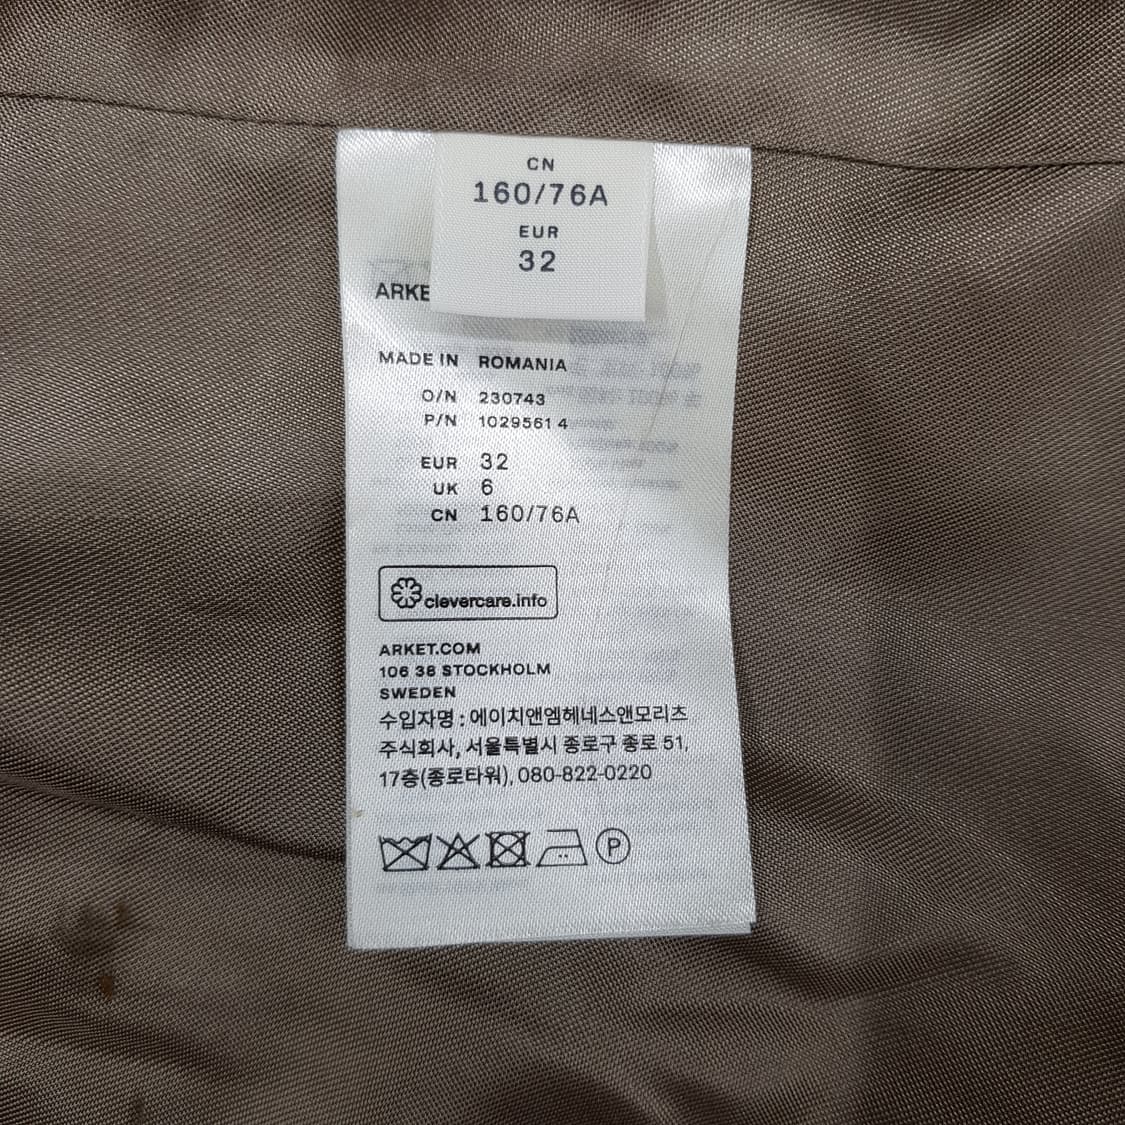 CN
160/76A
EUR
32
ARKE
MADE IN ROMANIA
O/N 230743
P/N 1029561 4
EUR 32
UK 6
CN 160/76A
clevercare.info
ARKET.COM
106 38 STOCKHOLM
SWEDEN
수입자명 : 에이치앤엠헤네스앤모리츠
주식회사, 서울특별시 종로구 종로 51,
17층(종로타워), 080-822-0220
P